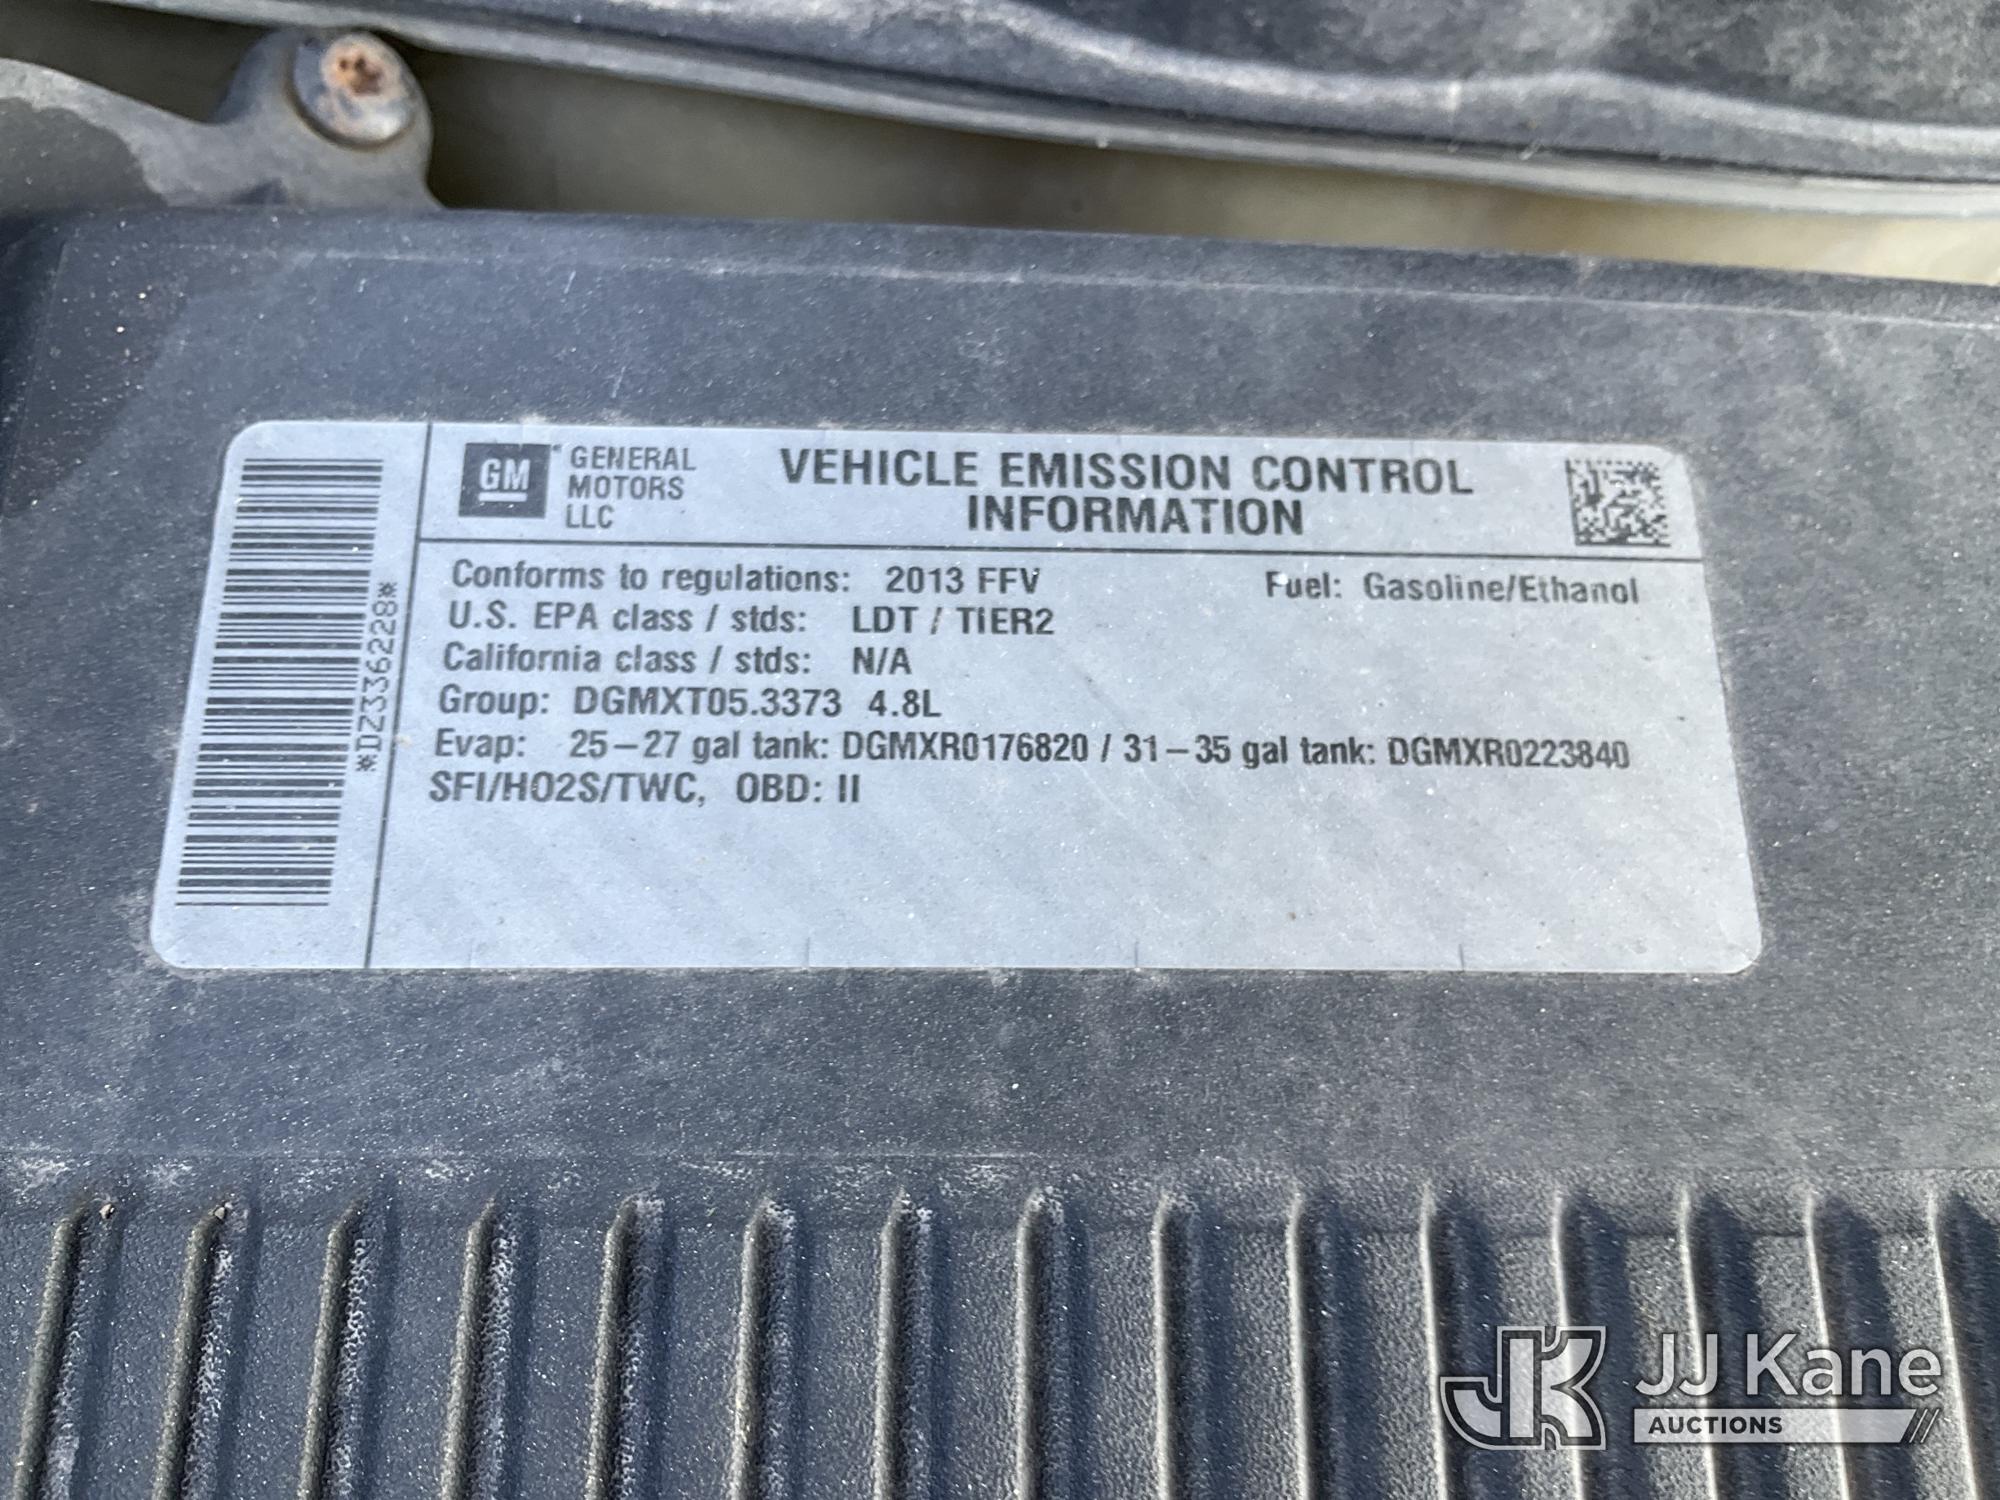 *DZ336228*
GM GENERAL MOTORS LLC
VEHICLE EMISSION CONTROL
INFORMATION
Conforms to regulations: 2013 FFV Fuel: Gasoline/Ethanol
U.S. EPA class / stds: LDT / TIER2
California class / stds: N/A
Group: DGMXT05.3373 4.8L
Evap: 25-27 gal tank: DGMXR0176820 / 31-35 gal tank: DGMXR0223840
SFI/HO2S/TWC, OBD: II
JK JJ Kane
AUCTIONS